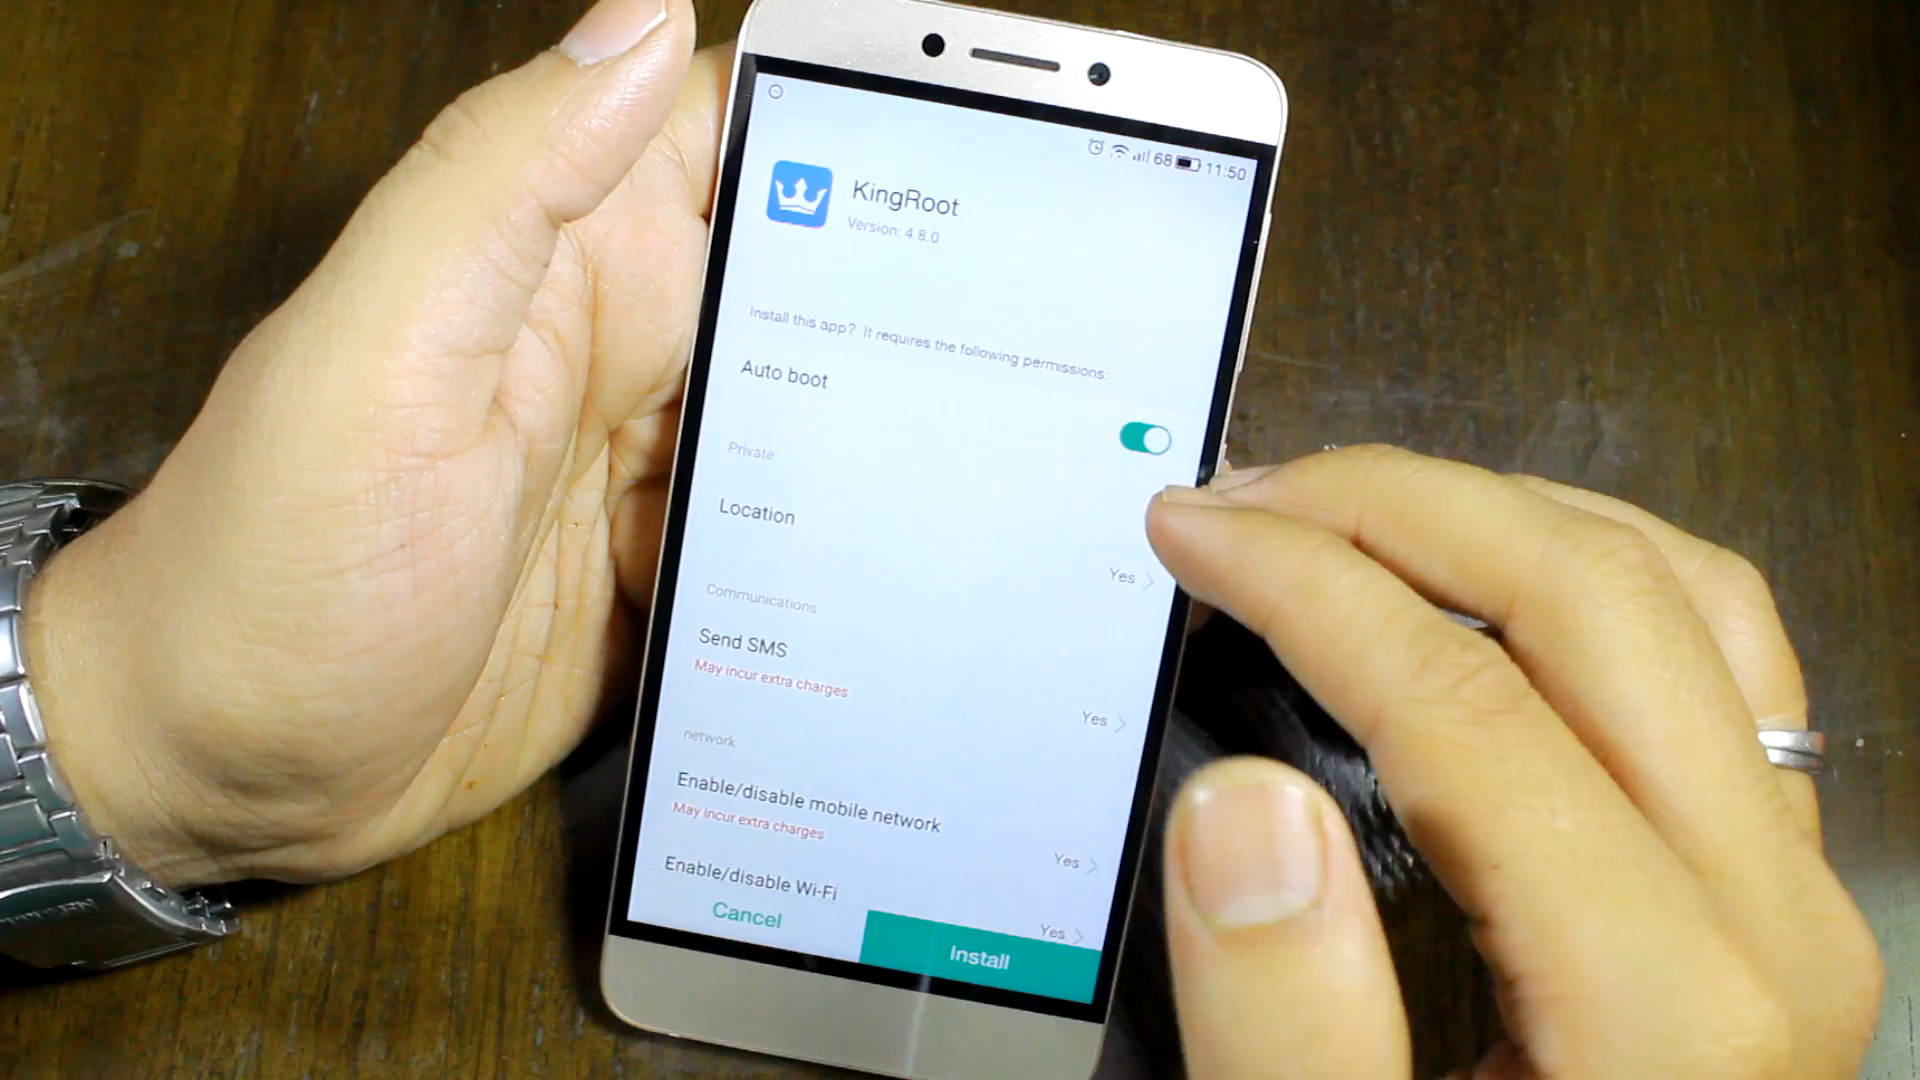 68 11:50
KingRoot
Version: 4.8.0
Install this app? It requires the following permissions:
Auto boot
Private
Location
Yes
Communications
Send SMS
May incur extra charges
Yes
network
Enable/disable mobile network
May incur extra charges
Yes
Enable/disable Wi-Fi
Yes
Cancel
Install